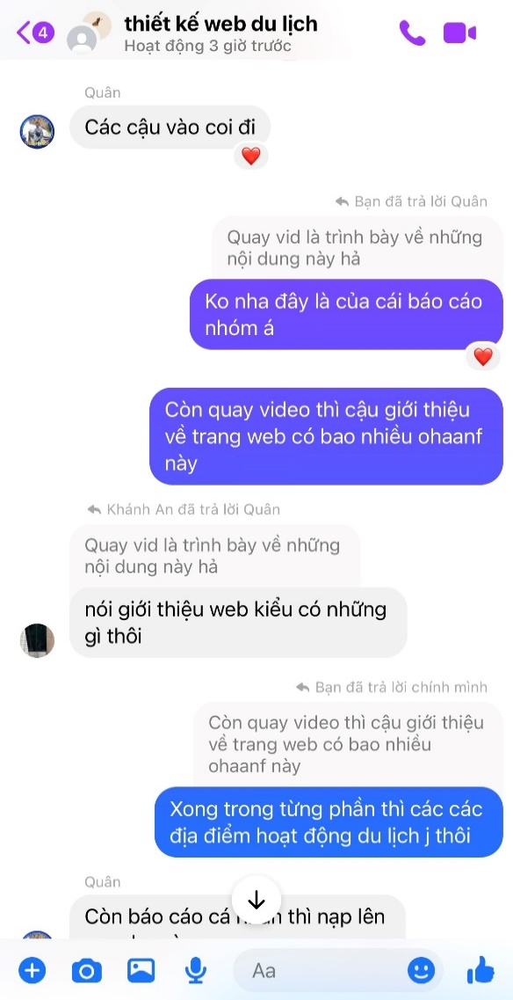 4
thiết kế web du lịch
Hoạt động 3 giờ trước
Quân
Các cậu vào coi đi
Bạn đã trả lời Quân
Quay vid là trình bày về những
nội dung này hả
Ko nha đây là của cái báo cáo
nhóm á
Còn quay video thì cậu giới thiệu
về trang web có bao nhiều ohaanf
này
Khánh An đã trả lời Quân
Quay vid là trình bày về những
nội dung này hả
nói giới thiệu web kiểu có những
gì thôi
Bạn đã trả lời chính mình
Còn quay video thì cậu giới thiệu
về trang web có bao nhiều
ohaanf này
Xong trong từng phần thì các các
địa điểm hoạt động du lịch j thôi
Quân
Còn báo cáo cá thì nạp lên
Aa